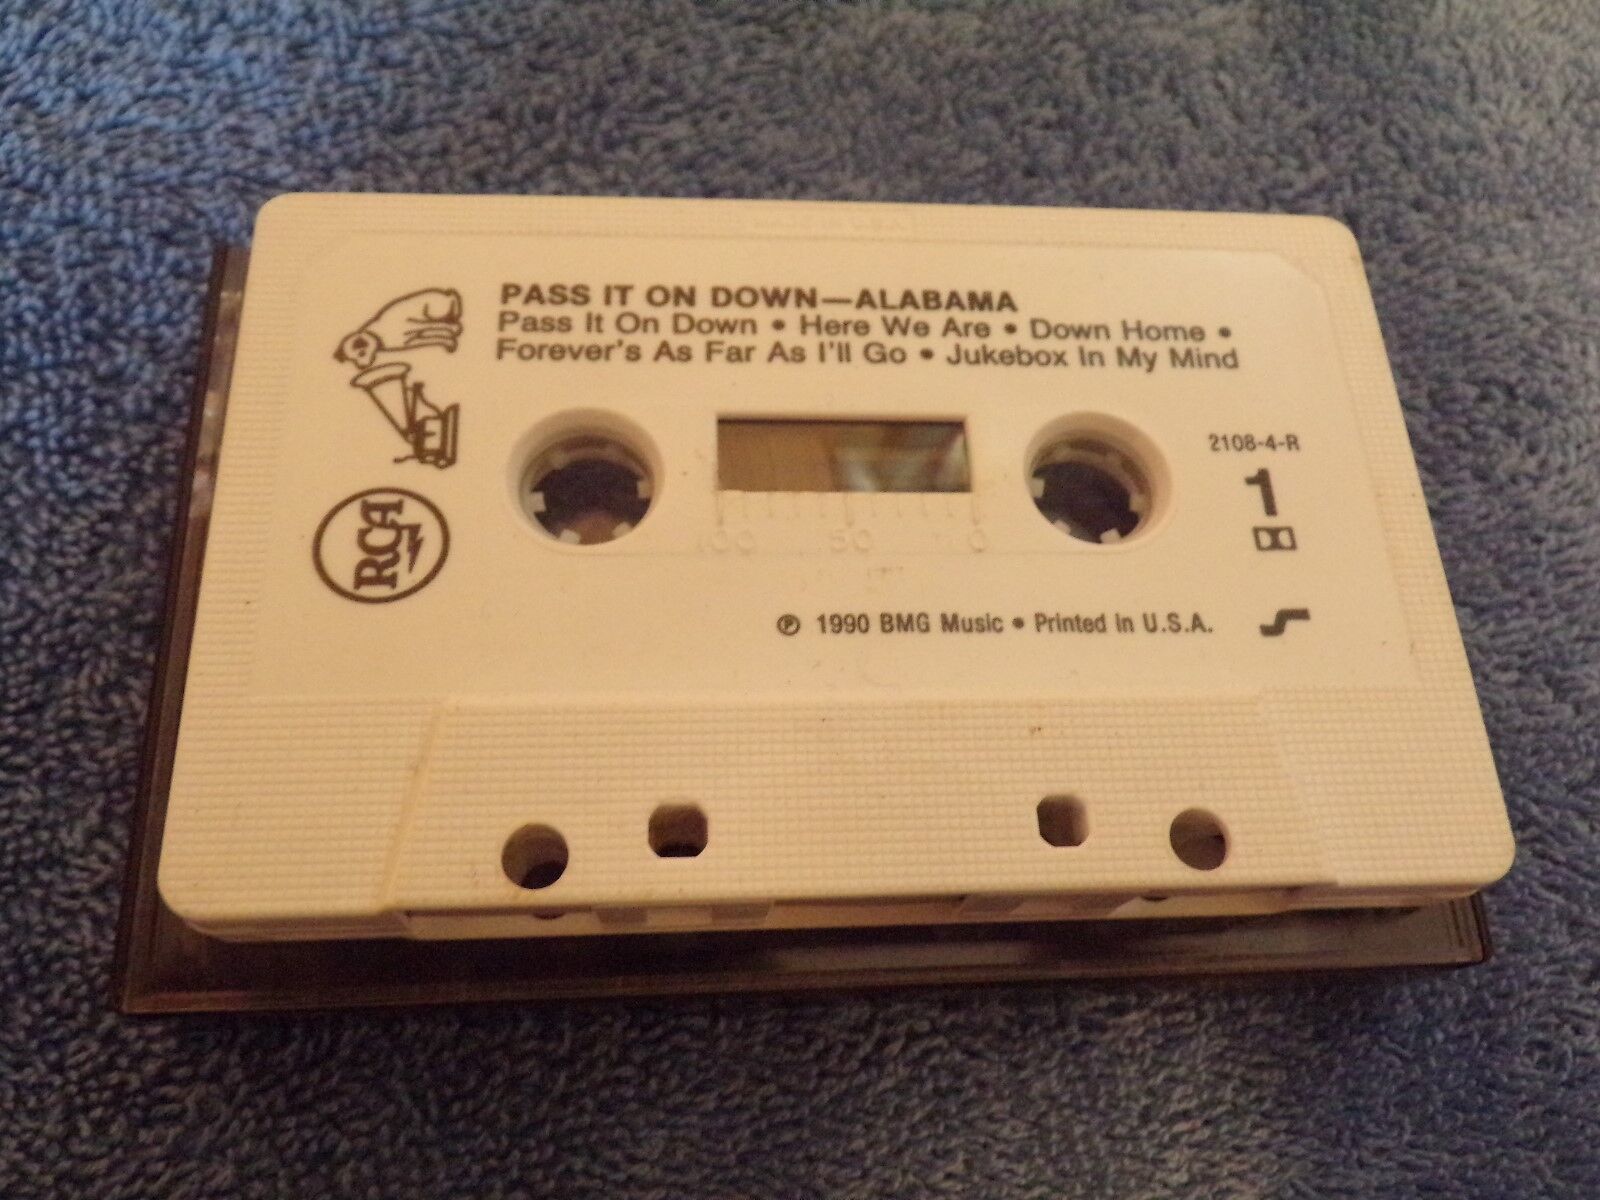 PASS IT ON DOWN—ALABAMA
Pass It On Down • Here We Are • Down Home •
Forever's As Far As I'll Go • Jukebox In My Mind
2108-4-R
1
RCA
100 50 0
℗ 1990 BMG Music • Printed in U.S.A.